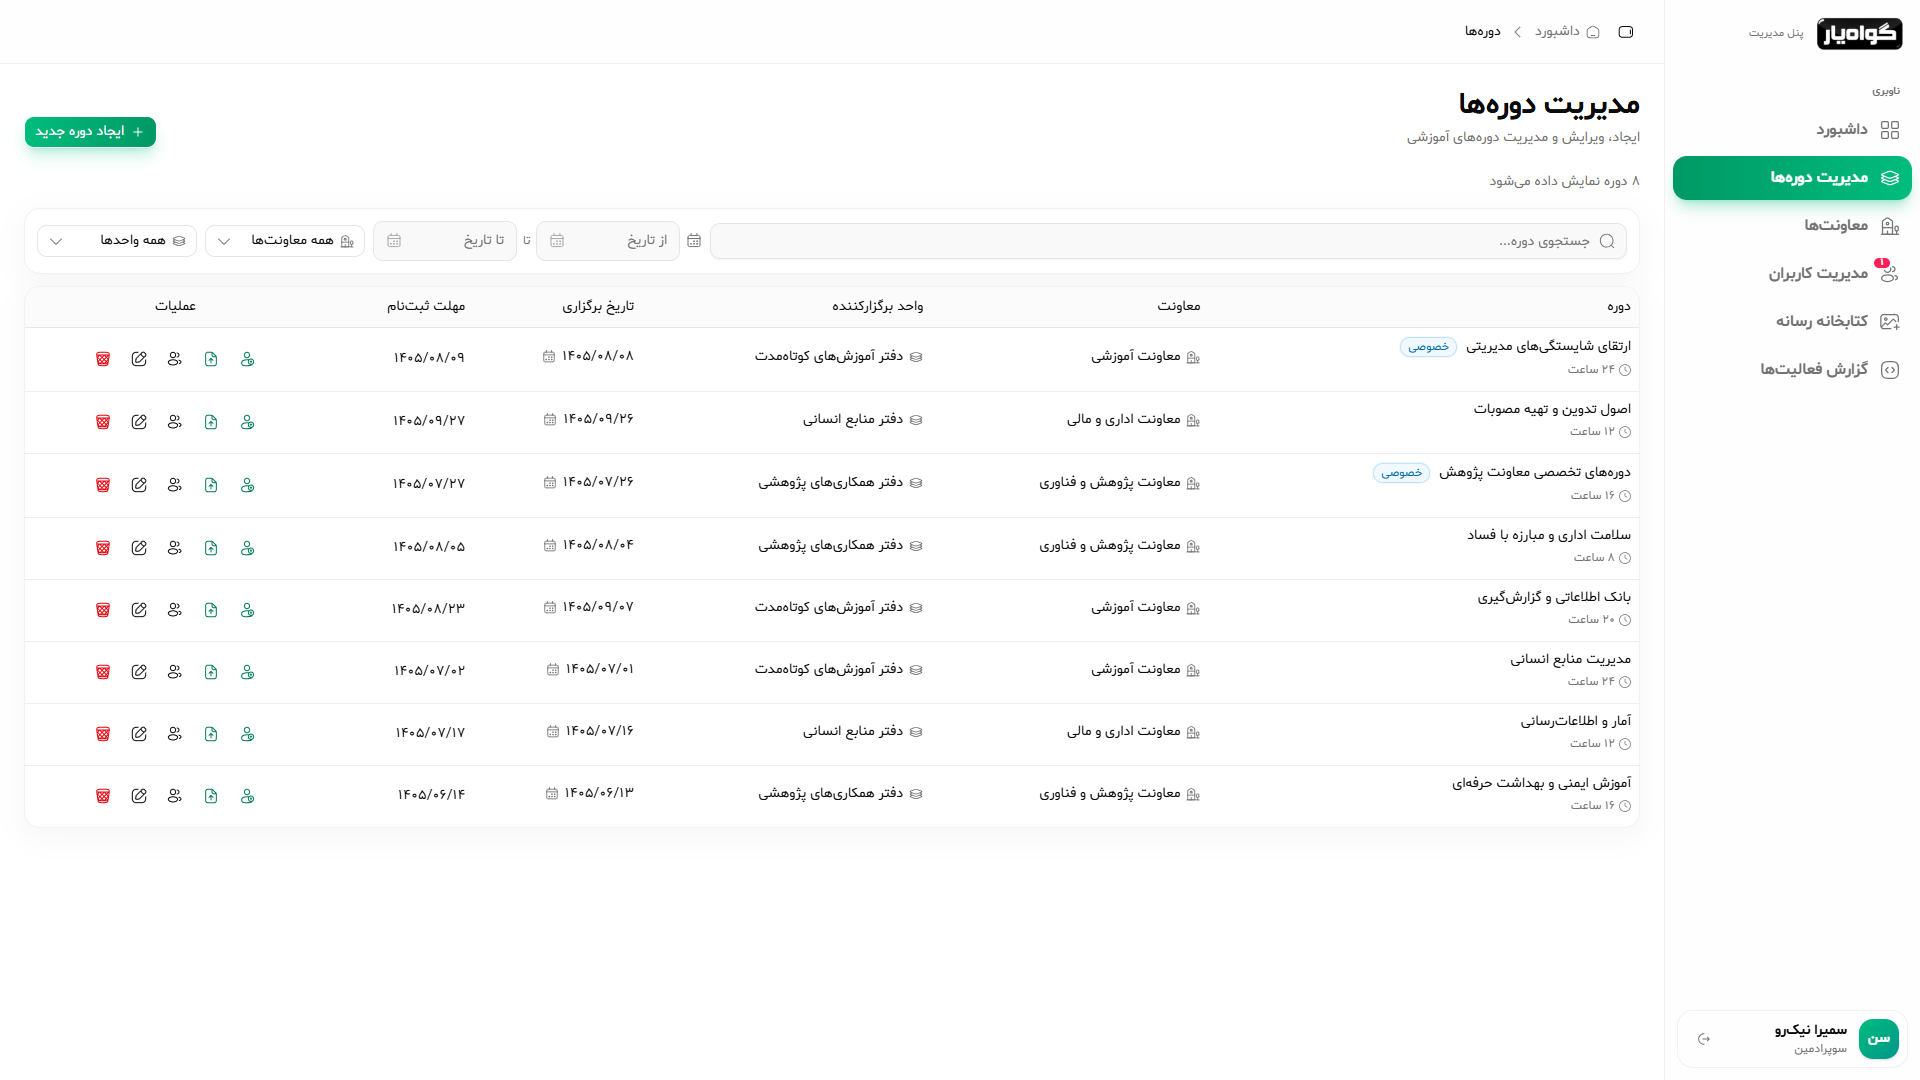 گواه‌یار
پنل مدیریت
ناوبری
داشبورد
مدیریت دوره‌ها
معاونت‌ها
مدیریت کاربران
۱
کتابخانه رسانه
گزارش فعالیت‌ها
سن
سمیرا نیک‌رو
سوپرادمین
داشبورد
دوره‌ها
مدیریت دوره‌ها
ایجاد، ویرایش و مدیریت دوره‌های آموزشی
ایجاد دوره جدید
۸ دوره نمایش داده می‌شود
جستجوی دوره...
از تاریخ
تا
تا تاریخ
همه معاونت‌ها
همه واحدها
دوره معاونت واحد برگزارکننده تاریخ برگزاری مهلت ثبت‌نام عملیات
ارتقای شایستگی‌های مدیریتی خصوصی معاونت آموزشی دفتر آموزش‌های کوتاه‌مدت ۱۴۰۵/۰۸/۰۸ ۱۴۰۵/۰۸/۰۹
۲۴ ساعت
اصول تدوین و تهیه مصوبات معاونت اداری و مالی دفتر منابع انسانی ۱۴۰۵/۰۹/۲۶ ۱۴۰۵/۰۹/۲۷
۱۲ ساعت
دوره‌های تخصصی معاونت پژوهش خصوصی معاونت پژوهش و فناوری دفتر همکاری‌های پژوهشی ۱۴۰۵/۰۷/۲۶ ۱۴۰۵/۰۷/۲۷
۱۶ ساعت
سلامت اداری و مبارزه با فساد معاونت پژوهش و فناوری دفتر همکاری‌های پژوهشی ۱۴۰۵/۰۸/۰۴ ۱۴۰۵/۰۸/۰۵
۸ ساعت
بانک اطلاعاتی و گزارش‌گیری معاونت آموزشی دفتر آموزش‌های کوتاه‌مدت ۱۴۰۵/۰۹/۰۷ ۱۴۰۵/۰۸/۲۳
۲۰ ساعت
مدیریت منابع انسانی معاونت آموزشی دفتر آموزش‌های کوتاه‌مدت ۱۴۰۵/۰۷/۰۱ ۱۴۰۵/۰۷/۰۲
۲۴ ساعت
آمار و اطلاعات‌رسانی معاونت اداری و مالی دفتر منابع انسانی ۱۴۰۵/۰۷/۱۶ ۱۴۰۵/۰۷/۱۷
۱۲ ساعت
آموزش ایمنی و بهداشت حرفه‌ای معاونت پژوهش و فناوری دفتر همکاری‌های پژوهشی ۱۴۰۵/۰۶/۱۳ ۱۴۰۵/۰۶/۱۴
۱۶ ساعت